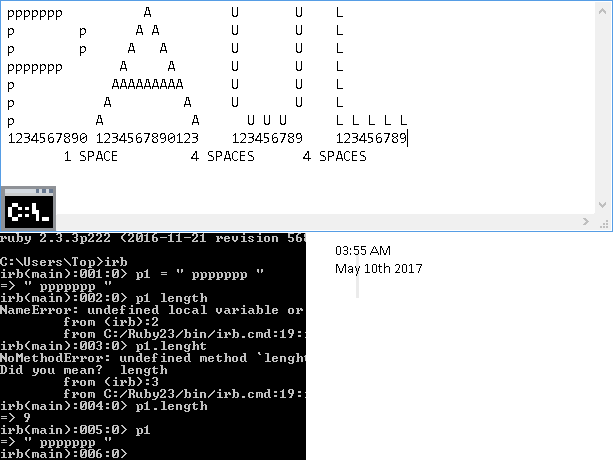 ppppppp          A          U       U    L
p        p      A A         U       U    L
p        p     A   A        U       U    L
ppppppp       A     A       U       U    L
p            AAAAAAAAA      U       U    L
p           A         A     U       U    L
p          A           A      U U U      L L L L L
1234567890 1234567890123    123456789    123456789
1 SPACE    4 SPACES    4 SPACES
C:\_
ruby 2.3.3p222 (2016-11-21 revision 568
C:\Users\Top>irb
irb(main):001:0> p1 = " ppppppp "
=> " ppppppp "
irb(main):002:0> p1 length
NameError: undefined local variable or
from (irb):2
from C:/Ruby23/bin/irb.cmd:19:
irb(main):003:0> p1.lenght
NoMethodError: undefined method `lenght
Did you mean?  length
from (irb):3
from C:/Ruby23/bin/irb.cmd:19:
irb(main):004:0> p1.length
=> 9
irb(main):005:0> p1
=> " ppppppp "
irb(main):006:0>
03:55 AM
May 10th 2017